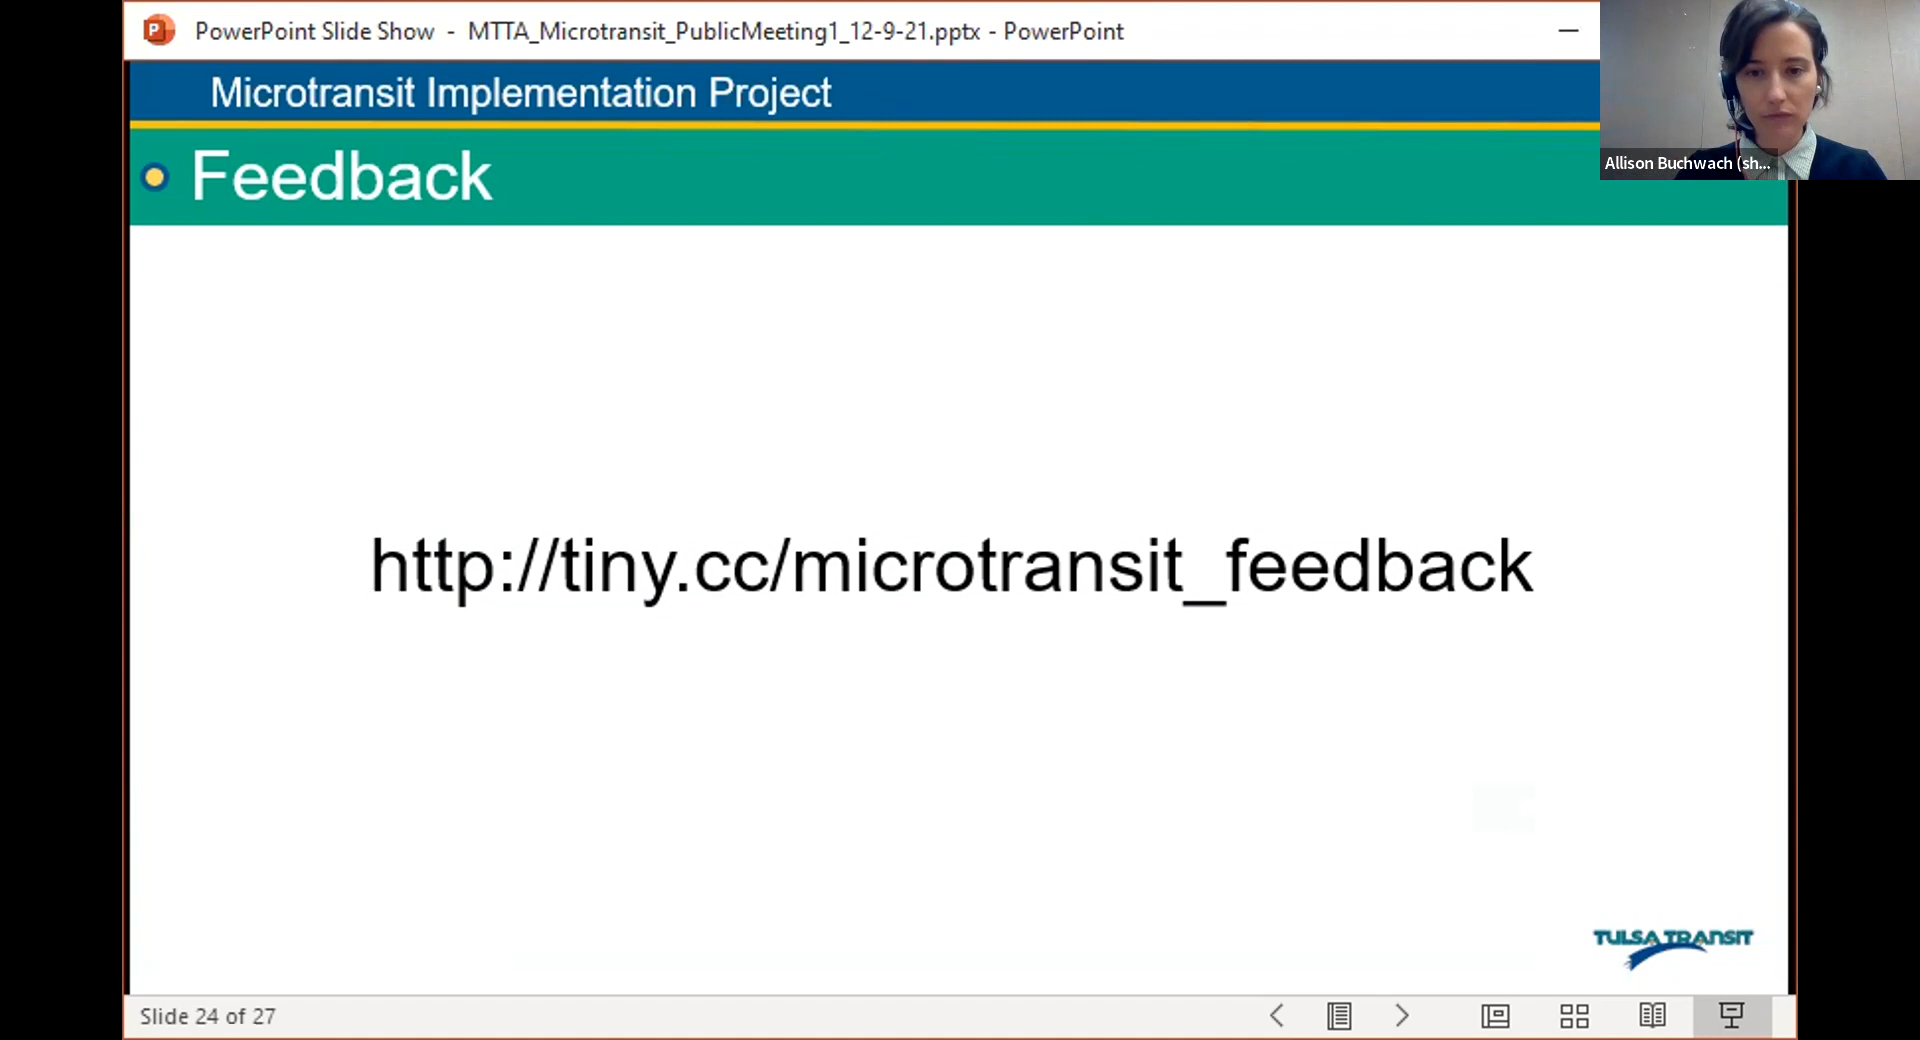 PowerPoint Slide Show - MTTA_Microtransit_PublicMeeting1_12-9-21.pptx - PowerPoint
Microtransit Implementation Project
Allison Buchwach (sh...
Feedback
http://tiny.cc/microtransit_feedback
TULSA TRANSIT
Slide 24 of 27